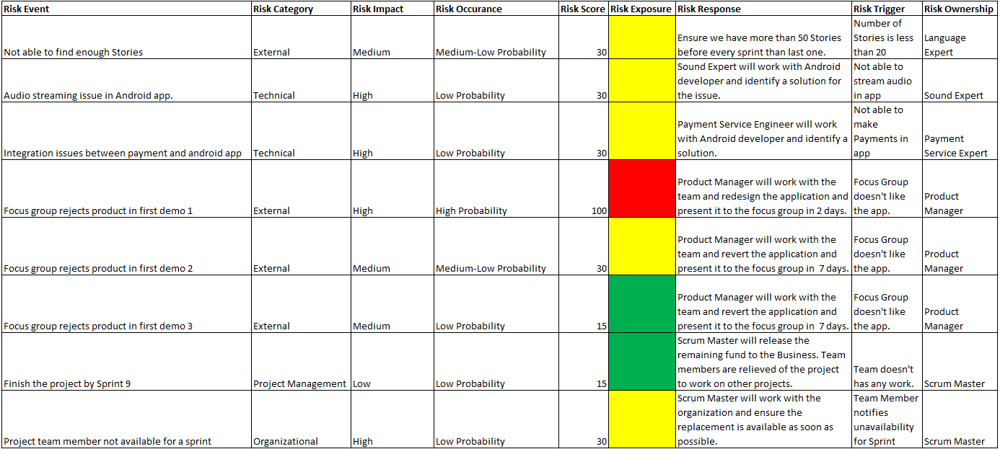 Risk Event Risk Category Risk Impact Risk Occurance Risk Score Risk Exposure Risk Response Risk Trigger Risk Ownership
Not able to find enough Stories
External
Medium
Medium-Low Probability
30
Ensure we have more than 50 Stories
before every sprint than last one.
Number of
Stories is less
than 20
Language
Expert
Audio streaming issue in Android app.
Technical
High
Low Probability
30
Sound Expert will work with Android
developer and identify a solution for
the issue.
Not able to
stream audio
in app
Sound Expert
Integration issues between payment and android app
Technical
High
Low Probability
30
Payment Service Engineer will work
with Android developer and identify a
solution.
Not able to
make
Payments in
app
Payment
Service Expert
Focus group rejects product in first demo 1
External
High
High Probability
100
Product Manager will work with the
team and redesign the application and
present it to the focus group in 2 days.
Focus Group
doesn't like
the app.
Product
Manager
Focus group rejects product in first demo 2
External
Medium
Medium-Low Probability
30
Product Manager will work with the
team and revert the application and
present it to the focus group in  7 days.
Focus Group
doesn't like
the app.
Product
Manager
Focus group rejects product in first demo 3
External
Medium
Low Probability
15
Product Manager will work with the
team and revert the application and
present it to the focus group in  7 days.
Focus Group
doesn't like
the app.
Product
Manager
Finish the project by Sprint 9
Project Management
Low
Low Probability
15
Scrum Master will release the
remaining fund to the Business. Team
members are relieved of the project
to work on other projects.
Team doesn't
has any work.
Scrum Master
Project team member not available for a sprint
Organizational
High
Low Probability
30
Scrum Master will work with the
organization and ensure the
replacement is available as soon as
possible.
Team Member
notifies
unavailability
for Sprint
Scrum Master